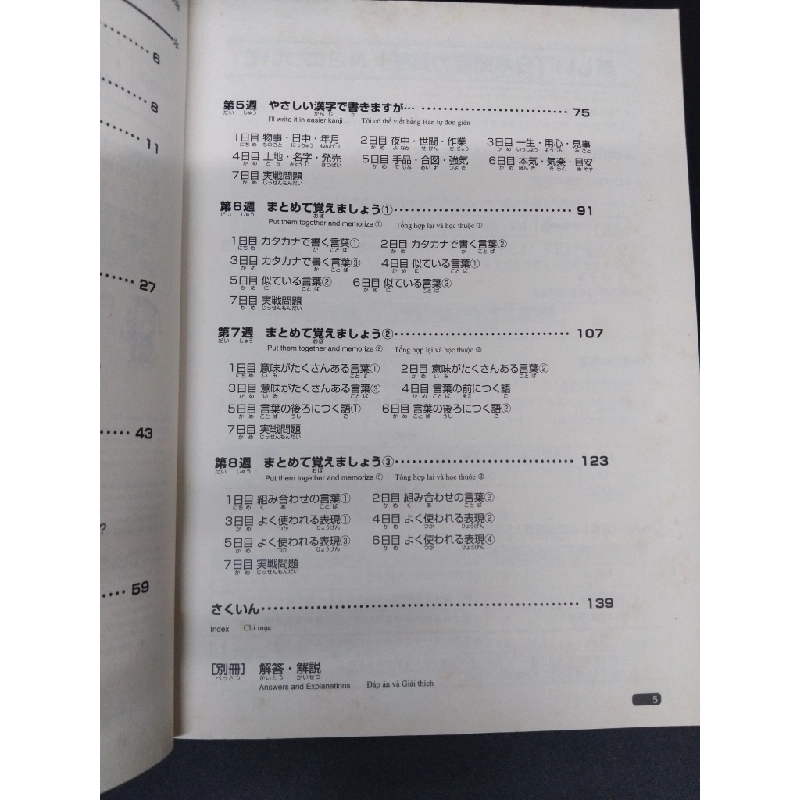 6
8
11
27
43
?
59
第5週 やさしい漢字で書きますが… 75
I'll write it in easier kanji...
1日目 物事・日中・年月 2日目 夜中・世間・作業 3日目 一生・用心・見事
4日目 土地・名字・発売 5日目 手品・合図・強気 6日目 本気・気楽・目安
7日目 実戦問題
第6週 まとめて覚えましょう① 91
Put them together and memorize ① Tổng hợp lại và học thuộc ①
1日目 カタカナで書く言葉① 2日目 カタカナで書く言葉②
3日目 カタカナで書く言葉③ 4日目 似ている言葉①
5日目 似ている言葉② 6日目 似ている言葉③
7日目 実戦問題
第7週 まとめて覚えましょう② 107
Put them together and memorize ② Tổng hợp lại và học thuộc ②
1日目 意味がたくさんある言葉① 2日目 意味がたくさんある言葉②
3日目 意味がたくさんある言葉③ 4日目 言葉の前につく語
5日目 言葉の後ろにつく語① 6日目 言葉の後ろにつく語②
7日目 実戦問題
第8週 まとめて覚えましょう③ 123
Put them together and memorize ③ Tổng hợp lại và học thuộc ③
1日目 組み合わせの言葉① 2日目 組み合わせの言葉②
3日目 よく使われる表現① 4日目 よく使われる表現②
5日目 よく使われる表現③ 6日目 よく使われる表現④
7日目 実戦問題
さくいん 139
Index Chỉ mục
[別冊] 解答・解説
Answers and Explanations Đáp án và Giải thích
5